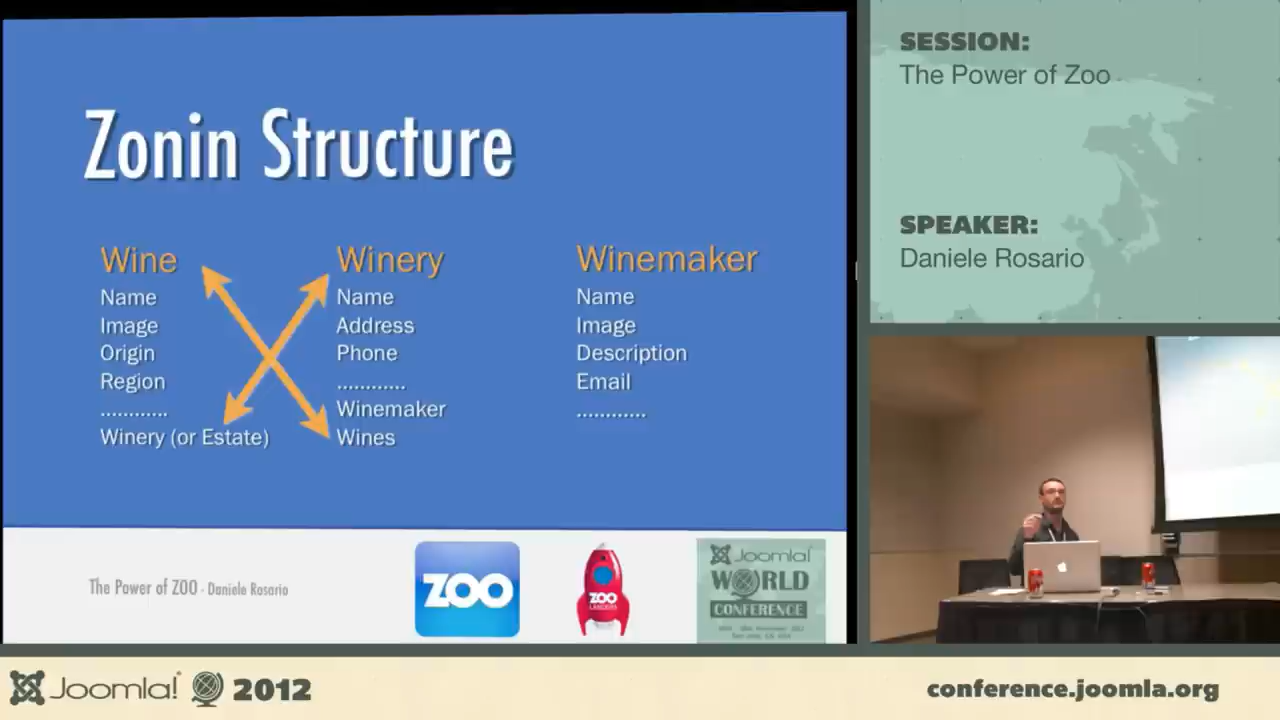 Zonin Structure
Wine
Name
Image
Origin
Region
............
Winery (or Estate)
Winery
Name
Address
Phone
............
Winemaker
Wines
Winemaker
Name
Image
Description
Email
............
The Power of ZOO - Daniele Rosario
ZOO
ZOO
Joomla!
WORLD
CONFERENCE
SESSION:
The Power of Zoo
SPEAKER:
Daniele Rosario
Joomla! 2012
conference.joomla.org